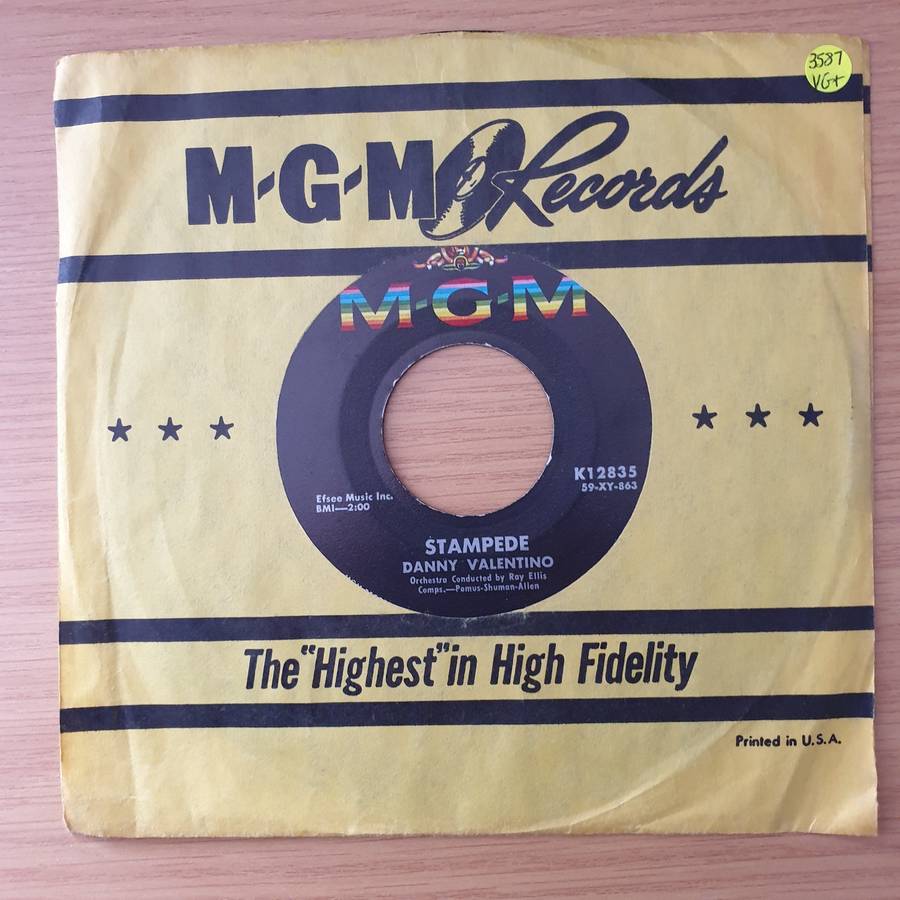 3587
VG+
M-G-M Records
M-G-M
K12835
59-XY-863
Efsee Music Inc.
BMI—2:00
STAMPEDE
DANNY VALENTINO
Orchestra Conducted by Ray Ellis
Comps.—Pomus-Shuman-Allen
The "Highest" in High Fidelity
Printed in U.S.A.